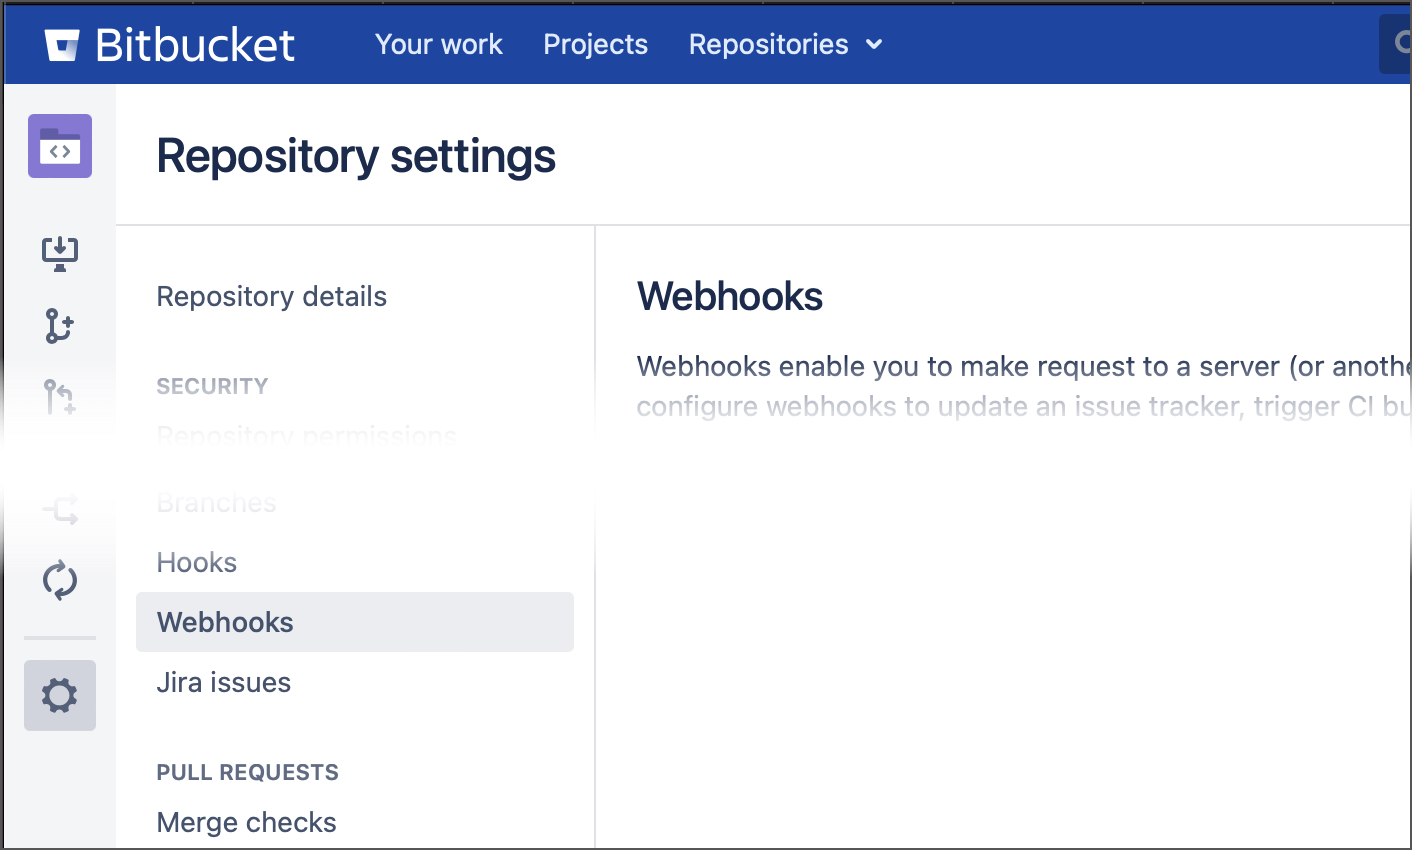 Bitbucket
Your work
Projects
Repositories
Repository settings
Repository details
SECURITY
Repository permissions
Branches
Hooks
Webhooks
Jira issues
PULL REQUESTS
Merge checks
Webhooks
Webhooks enable you to make request to a server (or anothe
configure webhooks to update an issue tracker, trigger CI bu